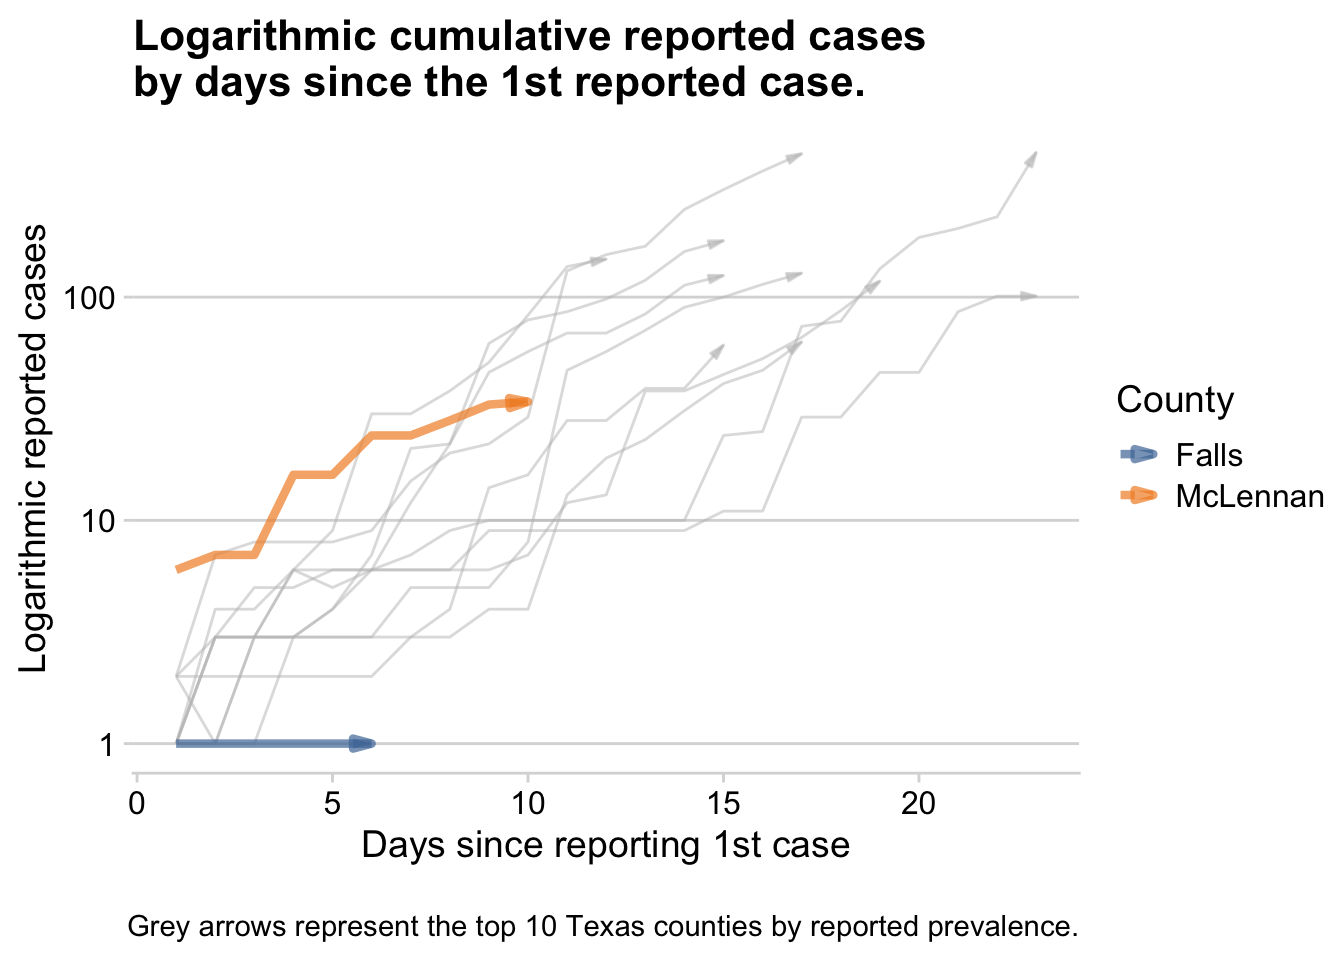 Logarithmic cumulative reported cases
by days since the 1st reported case.
Logarithmic reported cases
100
10
1
0
5
10
15
20
Days since reporting 1st case
County
Falls
McLennan
Grey arrows represent the top 10 Texas counties by reported prevalence.